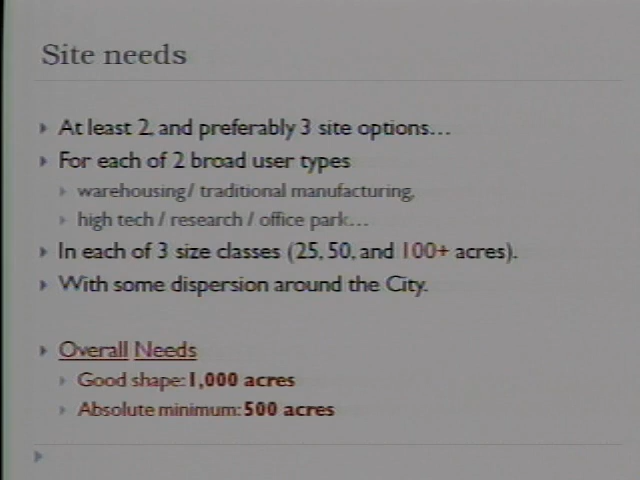 Site needs
At least 2, and preferably 3 site options...
For each of 2 broad user types
warehousing/ traditional manufacturing,
high tech / research / office park...
In each of 3 size classes (25, 50, and 100+ acres).
With some dispersion around the City.
Overall Needs
Good shape: 1,000 acres
Absolute minimum: 500 acres